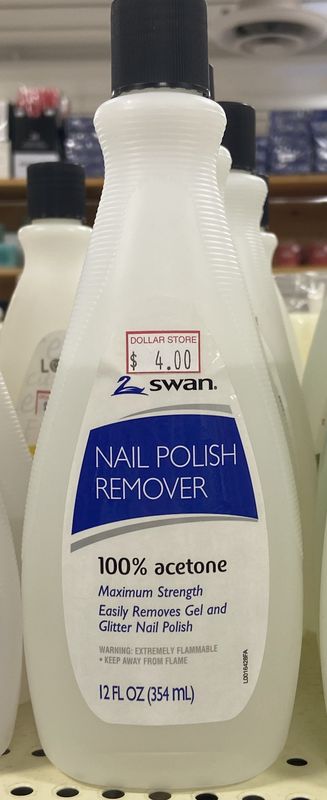 DOLLAR STORE
$ 4.00
swan.
NAIL POLISH
REMOVER
100% acetone
Maximum Strength
Easily Removes Gel and
Glitter Nail Polish
WARNING: EXTREMELY FLAMMABLE
• KEEP AWAY FROM FLAME
12 FL OZ (354 mL)
L0016428FA